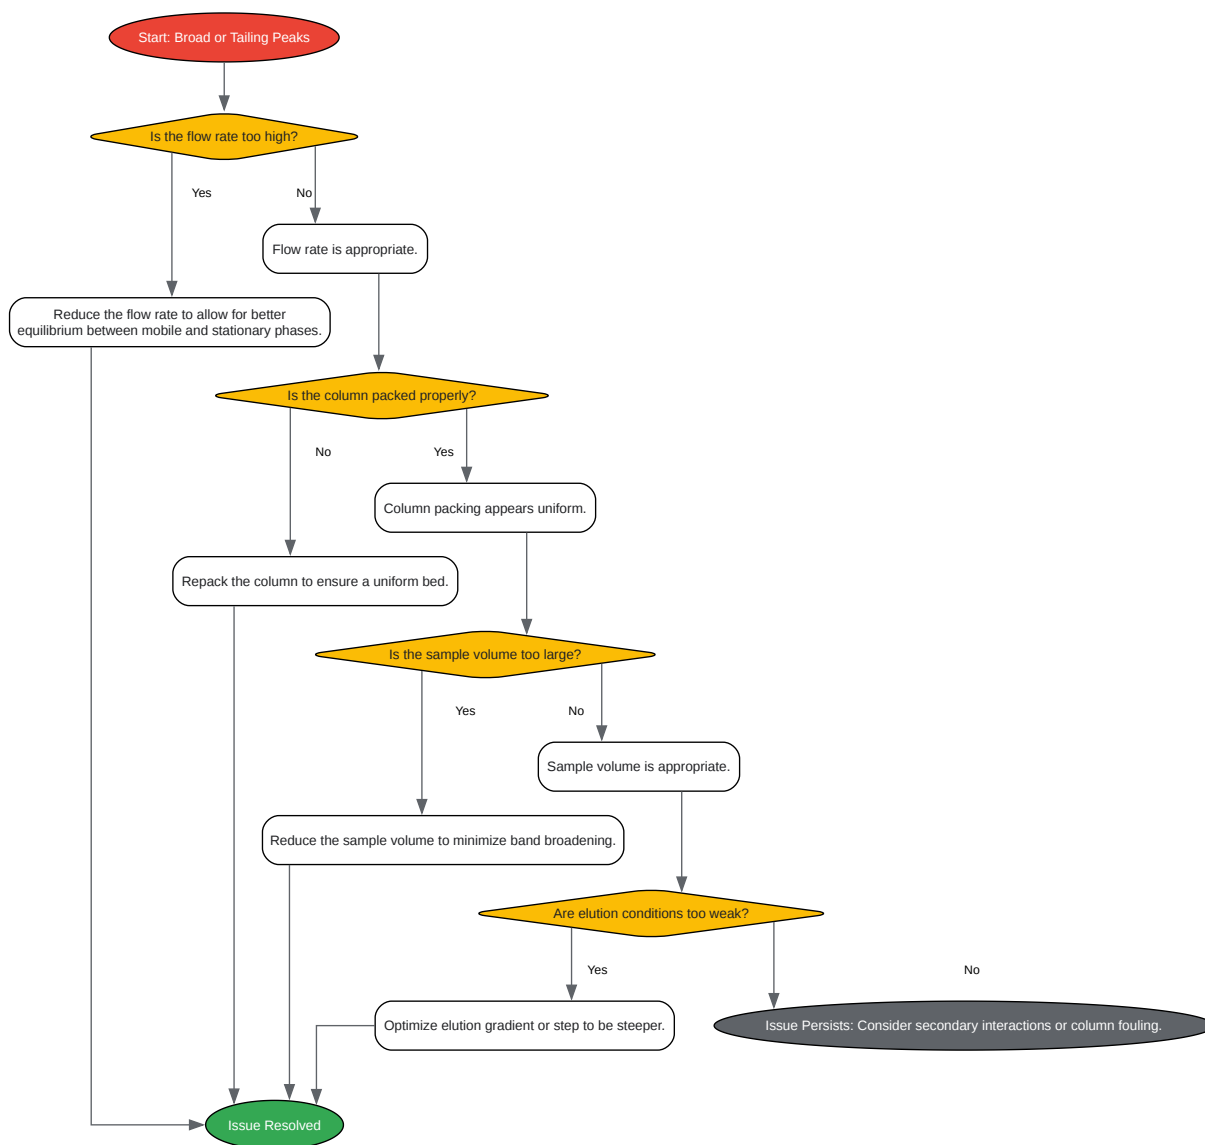 Start: Broad or Tailing Peaks
Is the flow rate too high?
Yes
No
Flow rate is appropriate.
Reduce the flow rate to allow for better
equilibrium between mobile and stationary phases.
Is the column packed properly?
No
Yes
Column packing appears uniform.
Repack the column to ensure a uniform bed.
Is the sample volume too large?
Yes
No
Sample volume is appropriate.
Reduce the sample volume to minimize band broadening.
Are elution conditions too weak?
Yes
No
Optimize elution gradient or step to be steeper.
Issue Persists: Consider secondary interactions or column fouling.
Issue Resolved